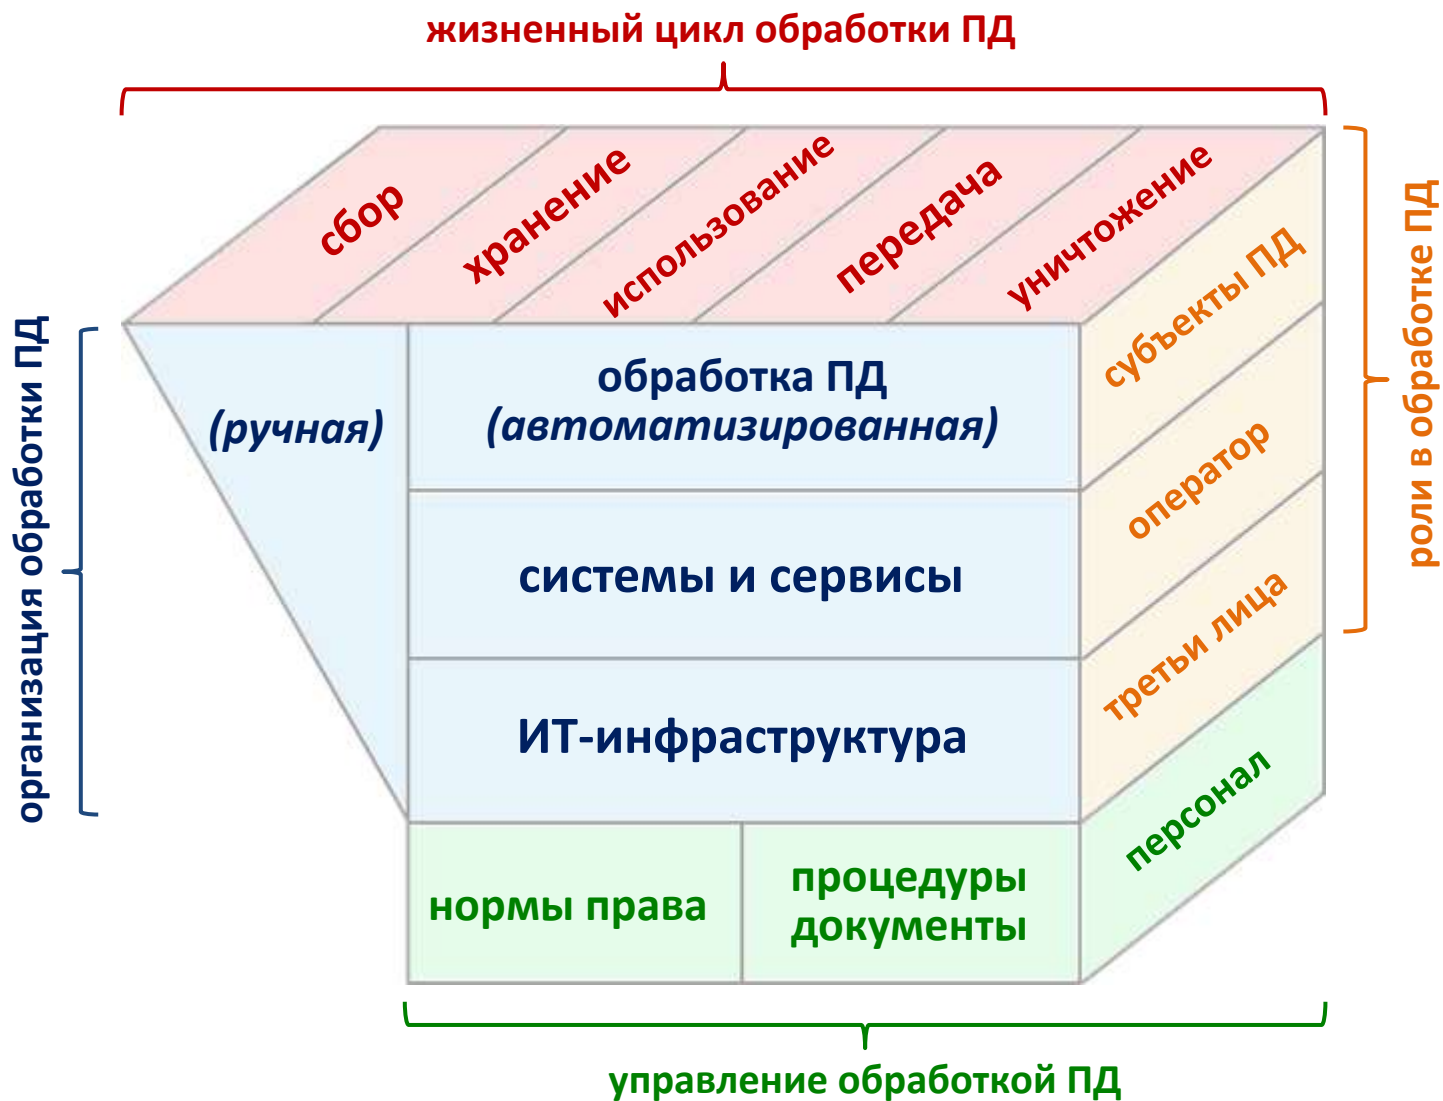 жизненный цикл обработки ПД
сбор
хранение
использование
передача
уничтожение
организация обработки ПД
(ручная)
обработка ПД
(автоматизированная)
системы и сервисы
ИТ-инфраструктура
субъекты ПД
оператор
третьи лица
роли в обработке ПД
персонал
нормы права
процедуры
документы
управление обработкой ПД